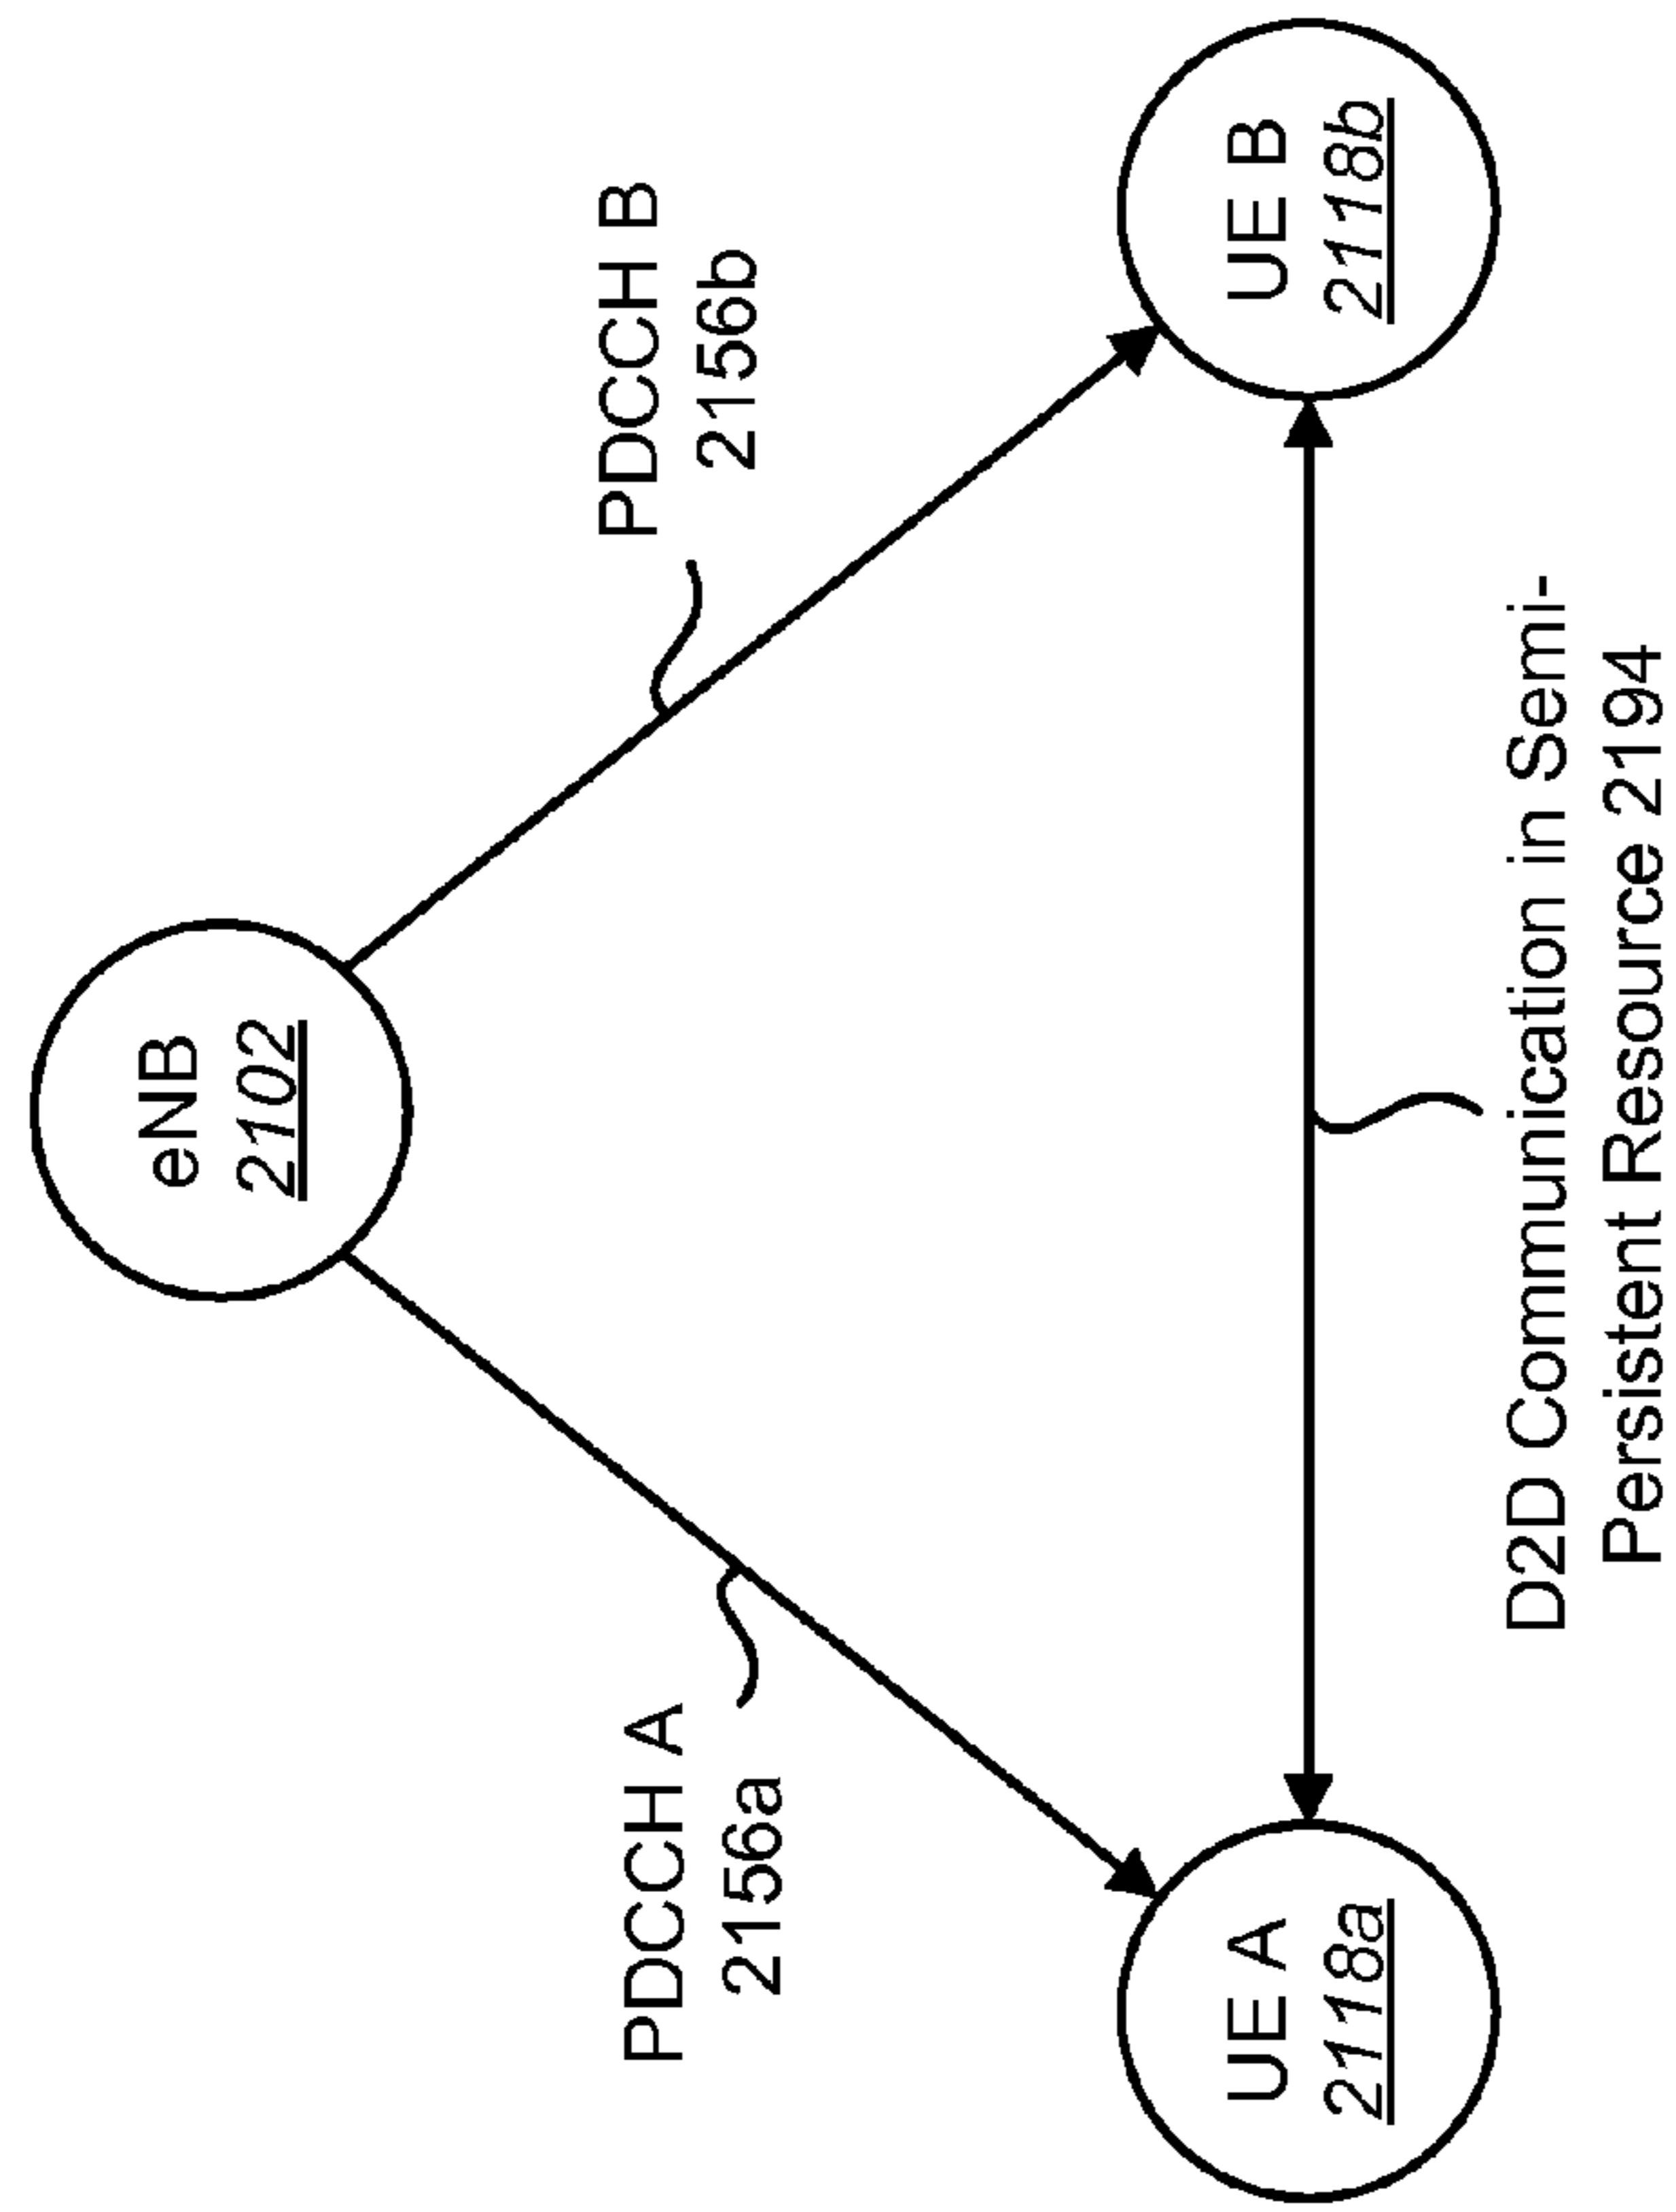 eNB
2102
PDCCH A
2156a
PDCCH B
2156b
UE A
2118a
UE B
2118b
D2D Communication in Semi-
Persistent Resource 2194